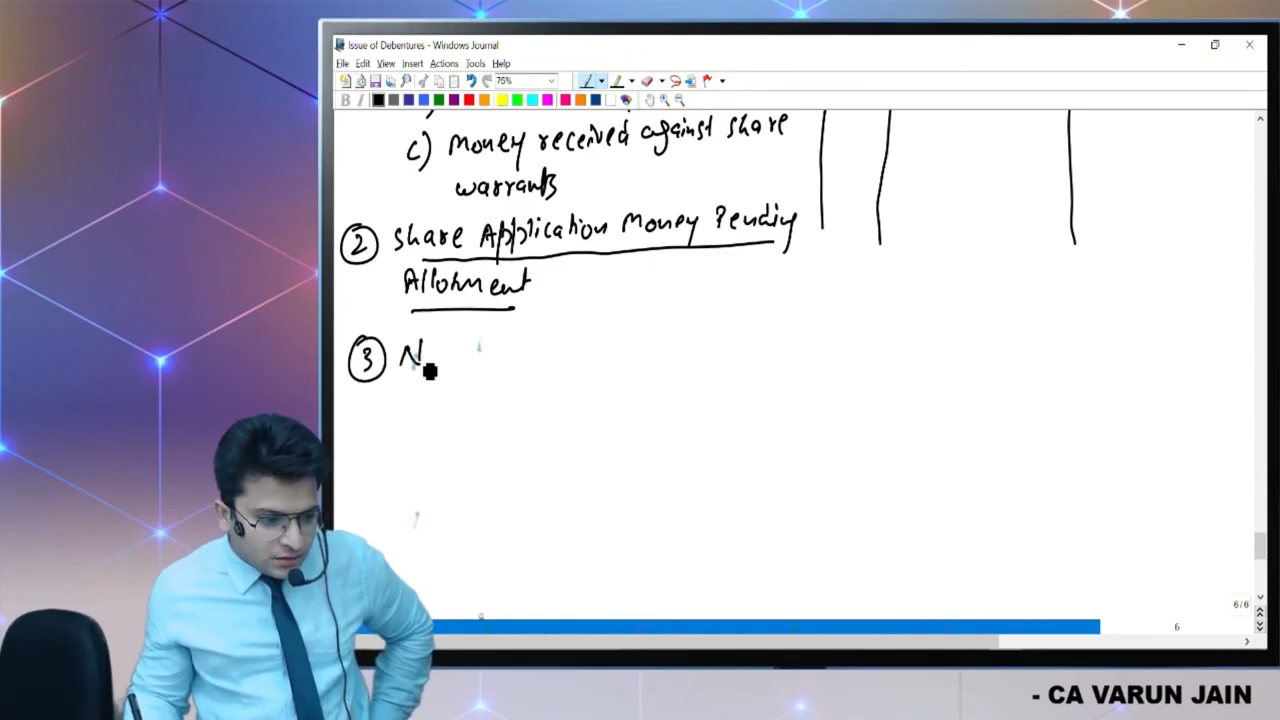 Issue of Debentures - Windows Journal
File Edit View Insert Actions Tools Help
75%
B I
c) Money received against share
warrants
② Share Application Money Pending
Allotment
③ N
6/6
6
- CA VARUN JAIN